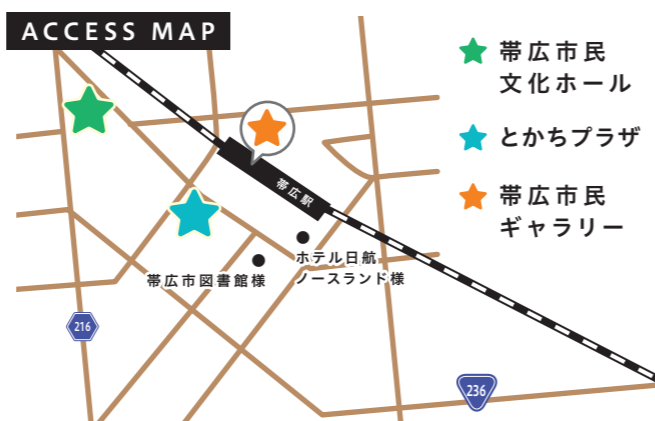 ACCESS MAP
帯広市民
文化ホール
とかちプラザ
帯広市民
ギャラリー
帯広駅
ホテル日航
ノースランド様
帯広市図書館様
216
236